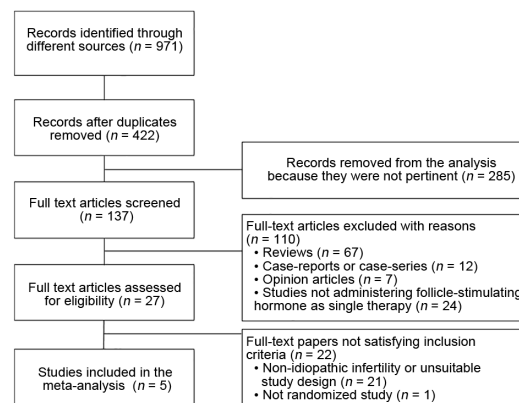 Records identified through
different sources (n = 971)
Records after duplicates
removed (n = 422)
Records removed from the analysis
because they were not pertinent (n = 285)
Full text articles screened
(n = 137)
Full-text articles excluded with reasons
(n = 110)
• Reviews (n = 67)
• Case-reports or case-series (n = 12)
• Opinion articles (n = 7)
• Studies not administering follicle-stimulating
hormone as single therapy (n = 24)
Full text articles assessed
for eligibility (n = 27)
Full-text papers not satisfying inclusion
criteria (n = 22)
• Non-idiopathic infertility or unsuitable
study design (n = 21)
• Not randomized study (n = 1)
Studies included in the
meta-analysis (n = 5)